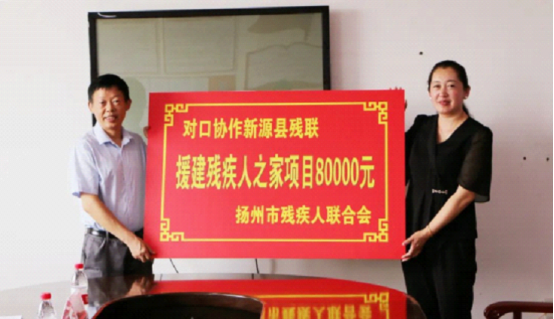 对口协作新源县残联
援建残疾人之家项目80000元
扬州市残疾人联合会